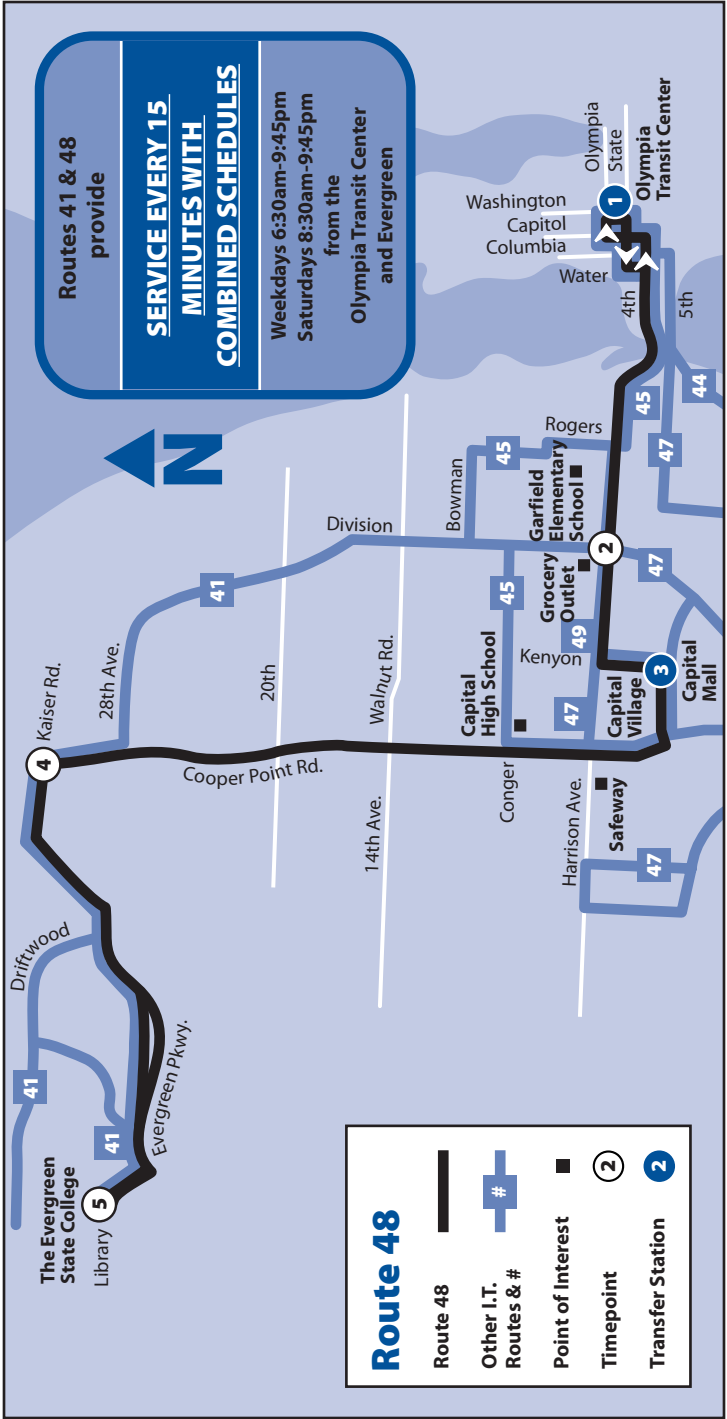 Routes 41 & 48
provide
SERVICE EVERY 15
MINUTES WITH
COMBINED SCHEDULES
Weekdays 6:30am-9:45pm
Saturdays 8:30am-9:45pm
from the
Olympia Transit Center
and Evergreen
N
The Evergreen
State College
Library
5
41
41
Driftwood
Evergreen Pkwy.
4
Kaiser Rd.
28th Ave.
41
Division
20th
Cooper Point Rd.
14th Ave.
Walnut Rd.
Bowman
45
Rogers
Garfield
Elementary
School
Grocery
Outlet
45
Capital
High School
Conger
Kenyon
49
47
2
47
Harrison Ave.
Safeway
47
Capital
Village
3
Capital
Mall
45
47
44
4th
5th
Water
Columbia
Capitol
Washington
Olympia
State
1
Olympia
Transit Center
Route 48
Route 48
Other I.T.
Routes & #
#
Point of Interest
Timepoint
2
Transfer Station
2